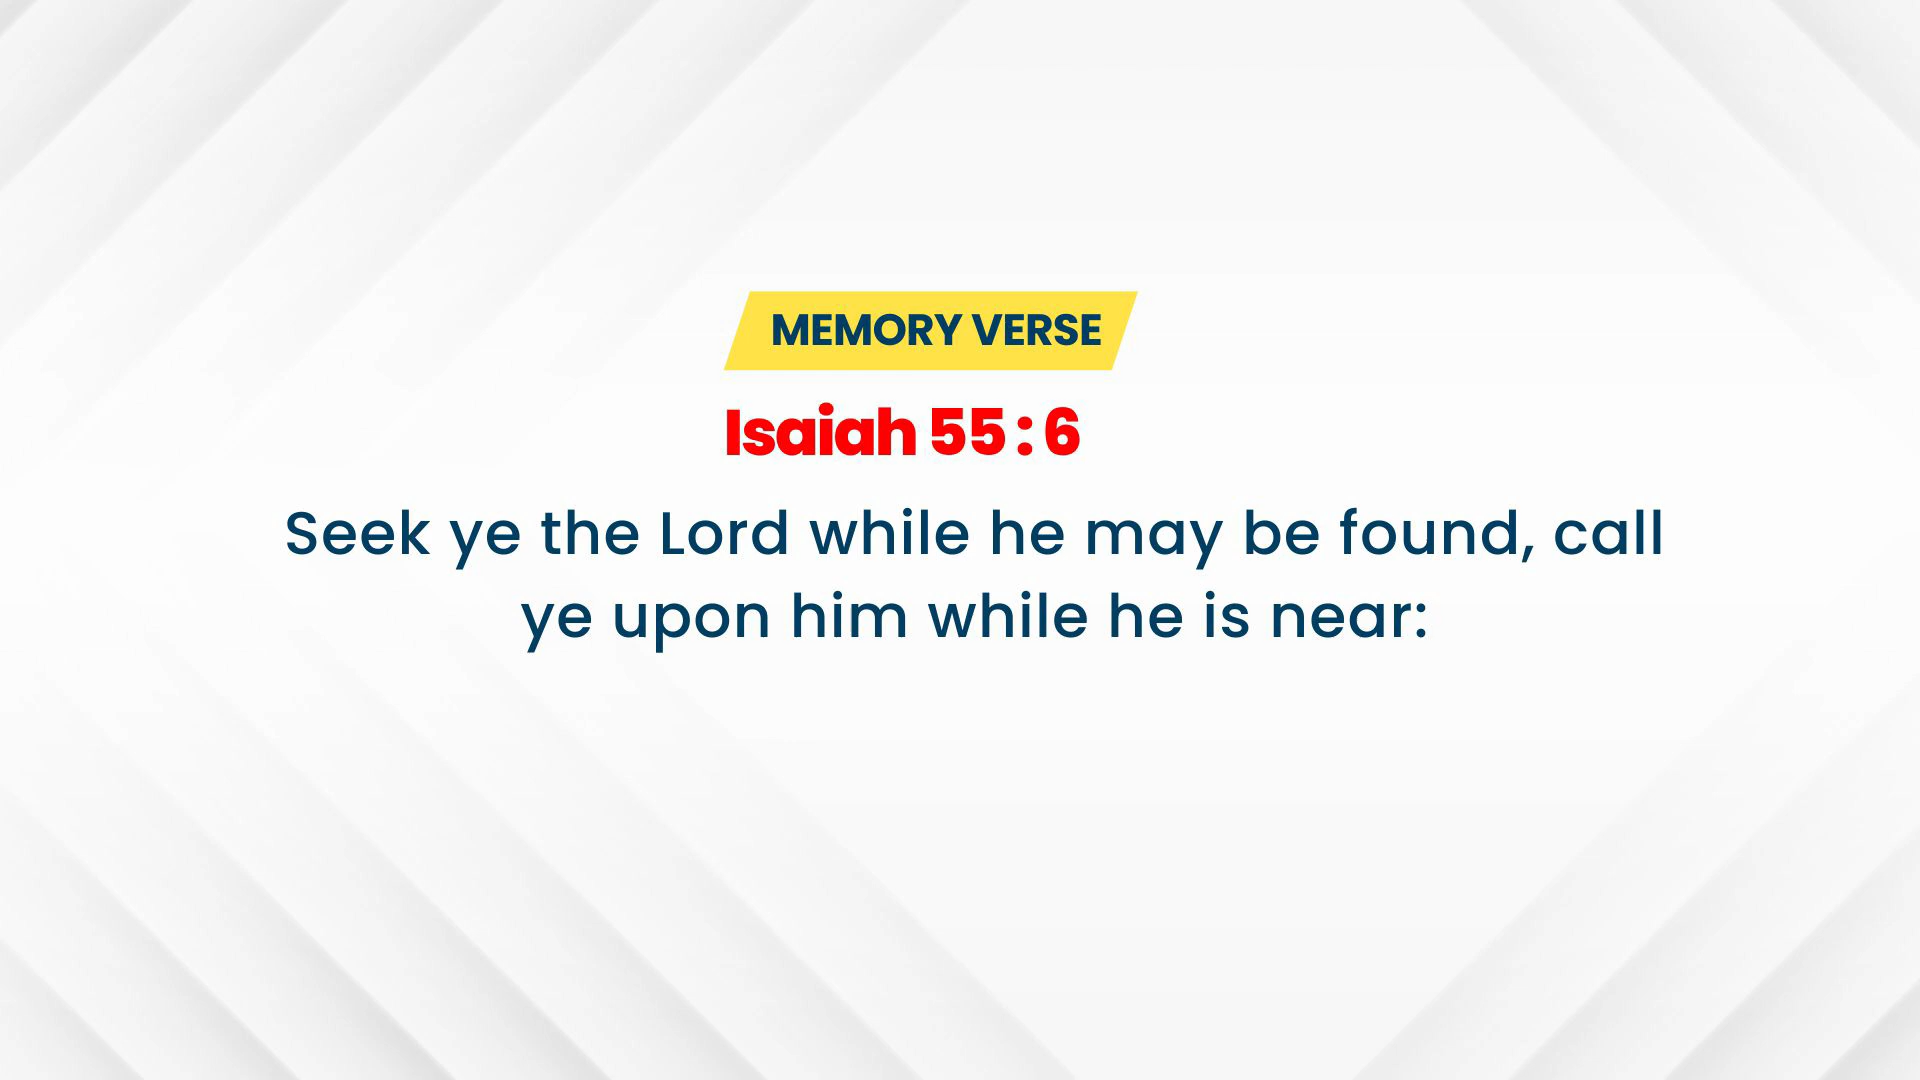 MEMORY VERSE
Isaiah 55 : 6
Seek ye the Lord while he may be found, call
ye upon him while he is near: